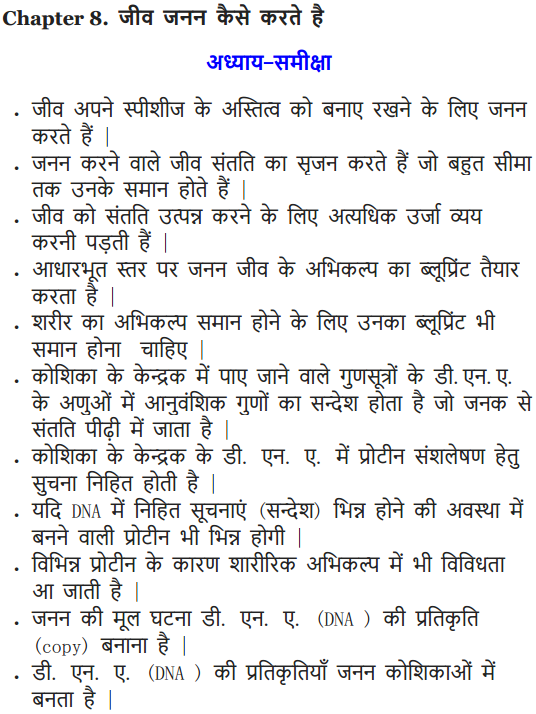 Chapter 8. जीव जनन कैसे करते है
अध्याय-समीक्षा
• जीव अपने स्पीशीज के अस्तित्व को बनाए रखने के लिए जनन
करते हैं |
• जनन करने वाले जीव संतति का सृजन करते हैं जो बहुत सीमा
तक उनके समान होते हैं |
• जीव को संतति उत्पन्न करने के लिए अत्यधिक उर्जा व्यय
करनी पड़ती हैं |
• आधारभूत स्तर पर जनन जीव के अभिकल्प का ब्लूप्रिंट तैयार
करता है |
• शरीर का अभिकल्प समान होने के लिए उनका ब्लूप्रिंट भी
समान होना चाहिए |
• कोशिका के केन्द्रक में पाए जाने वाले गुणसूत्रों के डी. एन. ए.
के अणुओं में आनुवंशिक गुणों का सन्देश होता है जो जनक से
संतति पीढ़ी में जाता है |
• कोशिका के केन्द्रक के डी. एन. ए. में प्रोटीन संशलेषण हेतु
सुचना निहित होती है |
• यदि DNA में निहित सूचनाएं (सन्देश) भिन्न होने की अवस्था में
बनने वाली प्रोटीन भी भिन्न होगी |
• विभिन्न प्रोटीन के कारण शारीरिक अभिकल्प में भी विविधता
आ जाती है |
• जनन की मूल घटना डी. एन. ए. (DNA ) की प्रतिकृति
(copy) बनाना है |
• डी. एन. ए. (DNA ) की प्रतिकृतियाँ जनन कोशिकाओं में
बनता है |